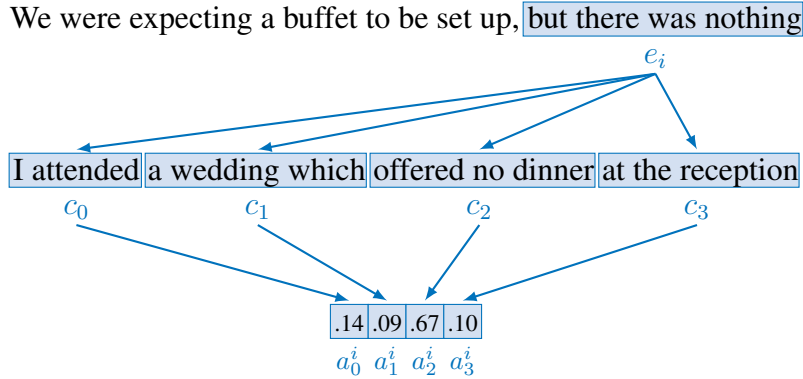 We were expecting a buffet to be set up, but there was nothing
e_i
I attended a wedding which offered no dinner at the reception
c_0 c_1 c_2 c_3
.14 .09 .67 .10
a_0^i a_1^i a_2^i a_3^i